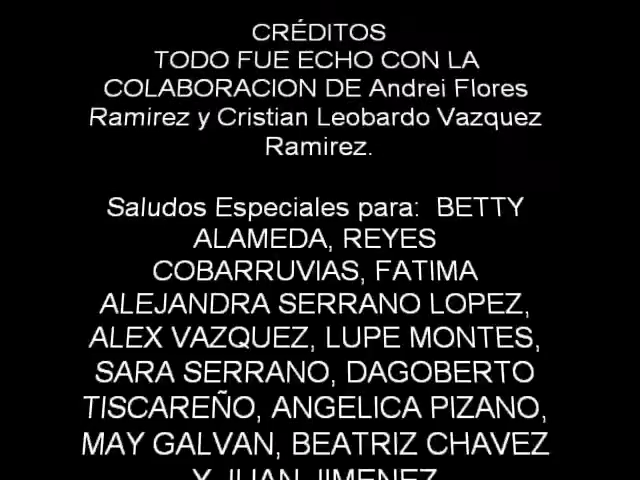 CRÉDITOS
TODO FUE ECHO CON LA
COLABORACION DE Andrei Flores
Ramirez y Cristian Leobardo Vazquez
Ramirez.
Saludos Especiales para: BETTY
ALAMEDA, REYES
COBARRUVIAS, FATIMA
ALEJANDRA SERRANO LOPEZ,
ALEX VAZQUEZ, LUPE MONTES,
SARA SERRANO, DAGOBERTO
TISCAREÑO, ANGELICA PIZANO,
MAY GALVAN, BEATRIZ CHAVEZ
Y JUAN JIMENEZ